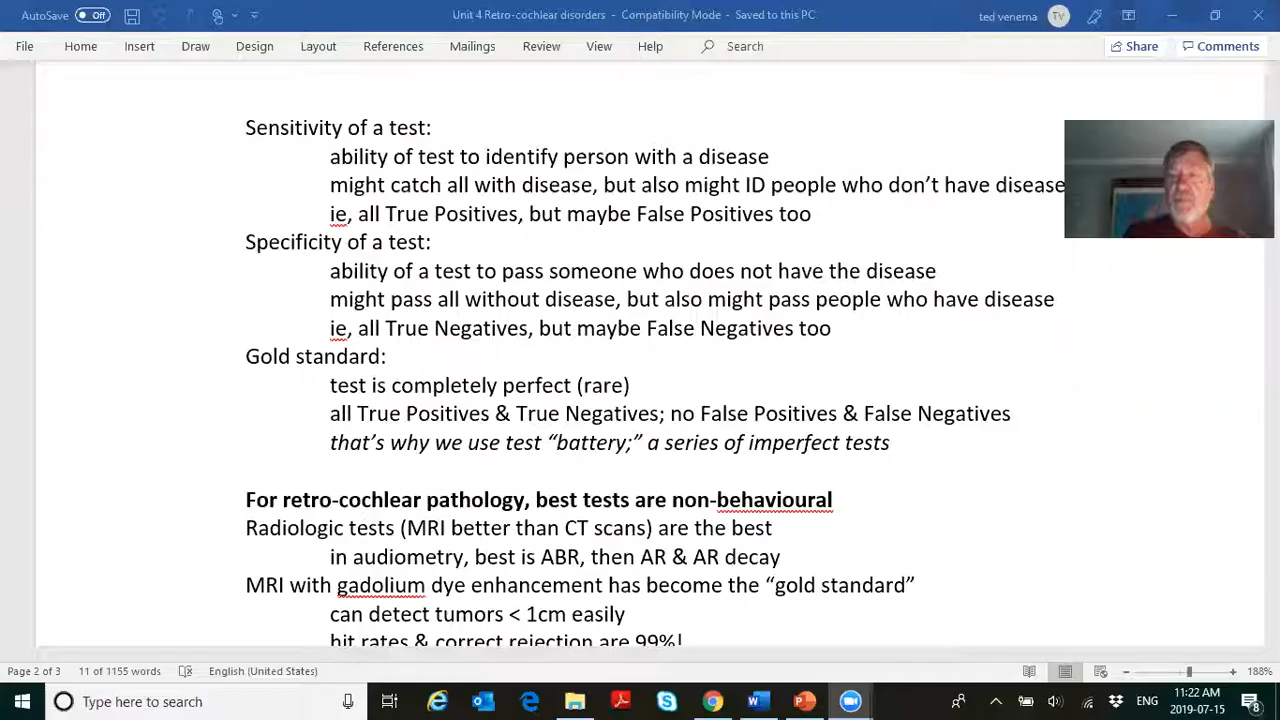 AutoSave Off
Unit 4 Retro-cochlear disorders - Compatibility Mode - Saved to this PC
ted venema TV
File Home Insert Draw Design Layout References Mailings Review View Help Search Share Comments
Sensitivity of a test:
ability of test to identify person with a disease
might catch all with disease, but also might ID people who don't have disease
ie, all True Positives, but maybe False Positives too
Specificity of a test:
ability of a test to pass someone who does not have the disease
might pass all without disease, but also might pass people who have disease
ie, all True Negatives, but maybe False Negatives too
Gold standard:
test is completely perfect (rare)
all True Positives & True Negatives; no False Positives & False Negatives
that's why we use test “battery;” a series of imperfect tests
For retro-cochlear pathology, best tests are non-behavioural
Radiologic tests (MRI better than CT scans) are the best
in audiometry, best is ABR, then AR & AR decay
MRI with gadolium dye enhancement has become the “gold standard”
can detect tumors < 1cm easily
hit rates & correct rejection are 99%!
Page 2 of 3 11 of 1155 words English (United States) 188%
Type here to search
ENG
11:22 AM
2019-07-15
8